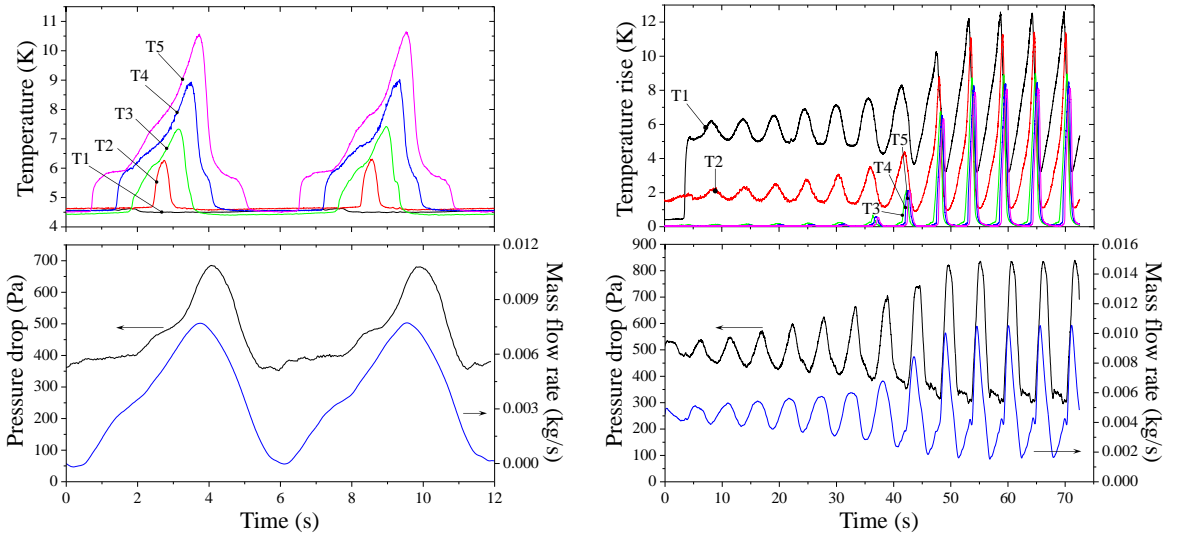 Temperature (K)
11
10
9
8
7
6
5
4
T5
T4
T3
T2
T1
Pressure drop (Pa)
700
600
500
400
300
200
100
0
0.012
0.009
0.006
0.003
0.000
Mass flow rate (kg/s)
0 2 4 6 8 10 12
Time (s)
Temperature rise (K)
12
10
8
6
4
2
0
T1
T2
T5
T4
T3
Pressure drop (Pa)
900
800
700
600
500
400
300
200
100
0
0.016
0.014
0.012
0.010
0.008
0.006
0.004
0.002
0.000
Mass flow rate (kg/s)
0 10 20 30 40 50 60 70
Time (s)